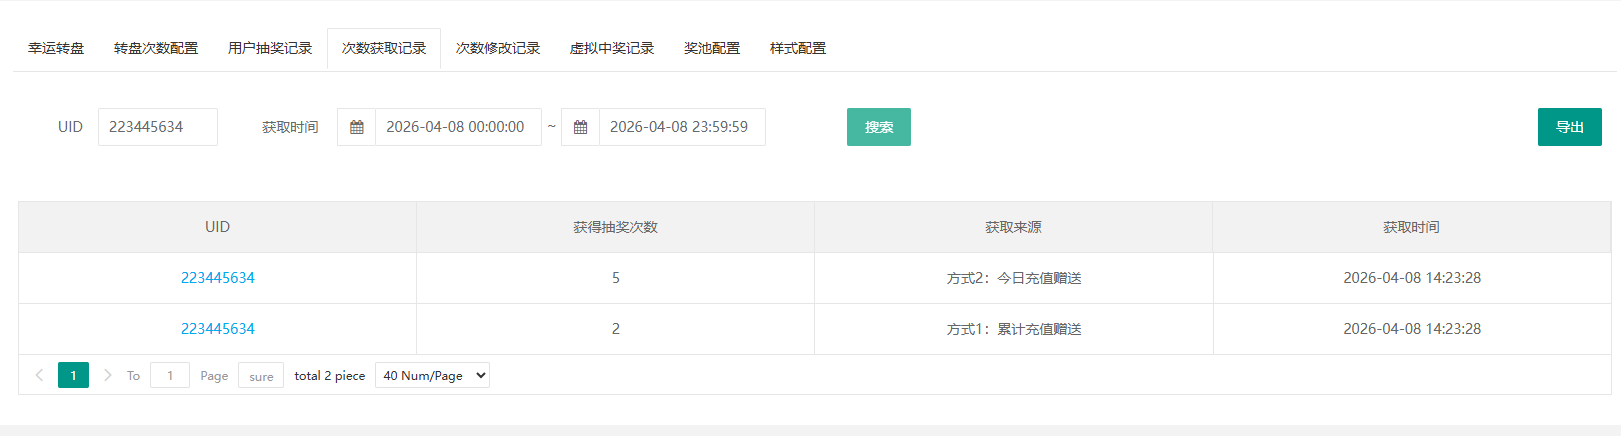 幸运转盘 转盘次数配置 用户抽奖记录 次数获取记录 次数修改记录 虚拟中奖记录 奖池配置 样式配置
UID 223445634 获取时间 2026-04-08 00:00:00 ~ 2026-04-08 23:59:59 搜索 导出
UID 获得抽奖次数 获取来源 获取时间
223445634 5 方式2：今日充值赠送 2026-04-08 14:23:28
223445634 2 方式1：累计充值赠送 2026-04-08 14:23:28
1 To 1 Page sure total 2 piece 40 Num/Page